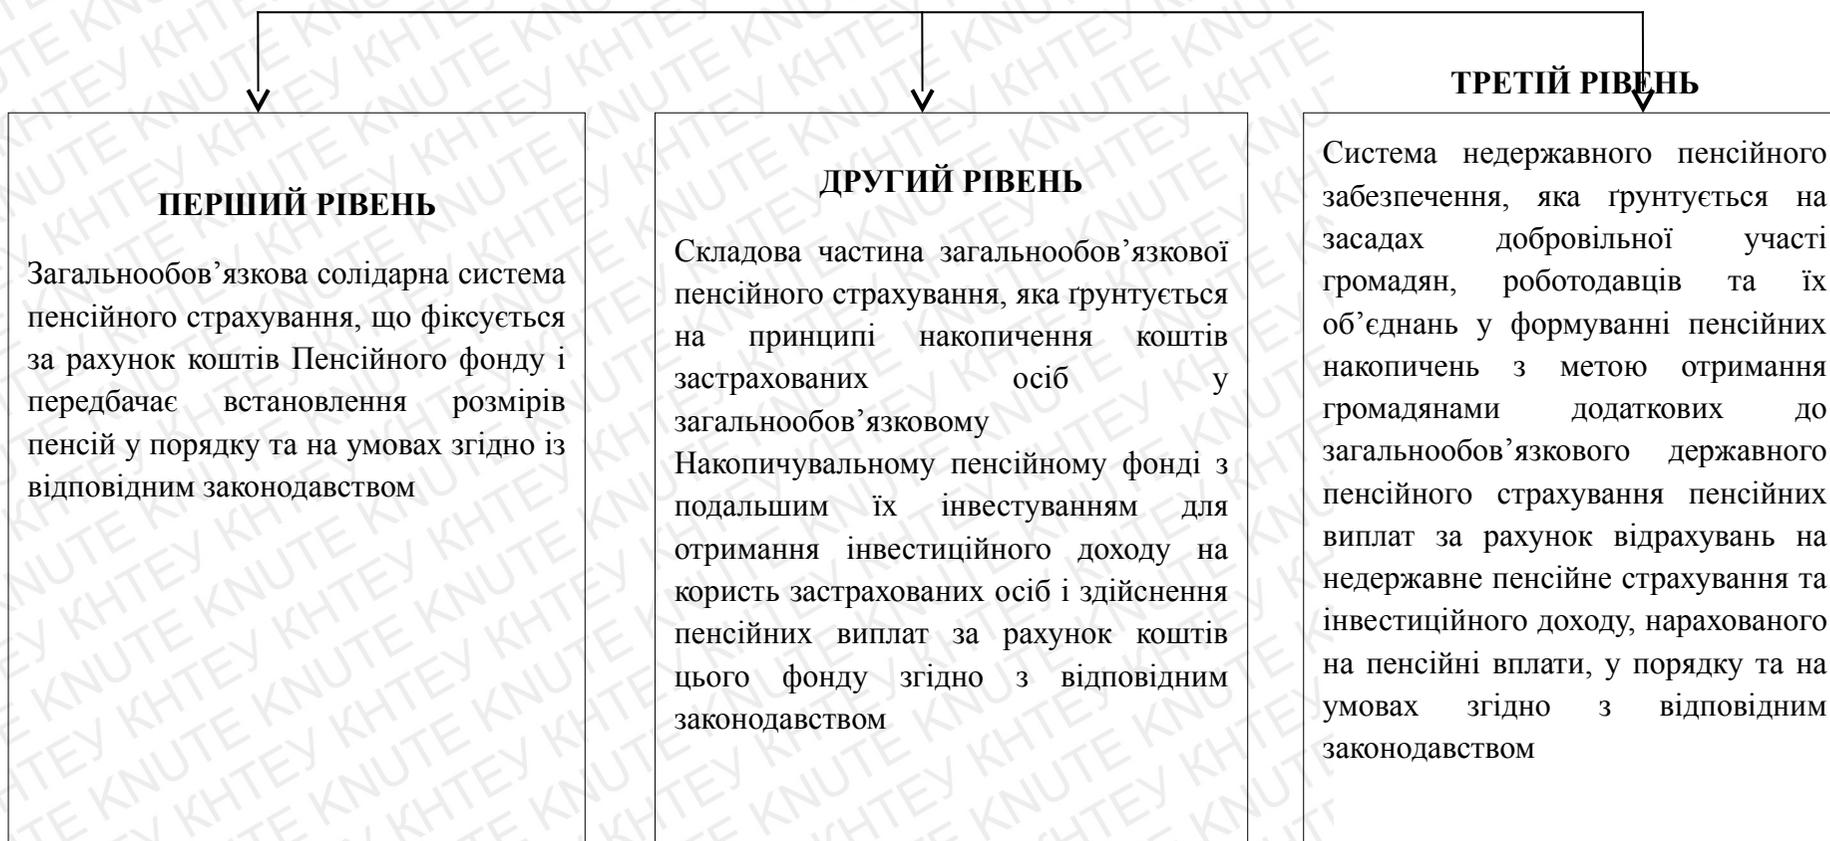 ПЕРШИЙ РІВЕНЬ
Загальнообов’язкова солідарна система
пенсійного страхування, що фіксується
за рахунок коштів Пенсійного фонду і
передбачає встановлення розмірів
пенсій у порядку та на умовах згідно із
відповідним законодавством
ДРУГИЙ РІВЕНЬ
Складова частина загальнообов’язкової
пенсійного страхування, яка ґрунтується
на принципі накопичення коштів
застрахованих осіб у
загальнообов’язковому
Накопичувальному пенсійному фонді з
подальшим їх інвестуванням для
отримання інвестиційного доходу на
користь застрахованих осіб і здійснення
пенсійних виплат за рахунок коштів
цього фонду згідно з відповідним
законодавством
ТРЕТІЙ РІВЕНЬ
Система недержавного пенсійного
забезпечення, яка ґрунтується на
засадах добровільної участі
громадян, роботодавців та їх
об’єднань у формуванні пенсійних
накопичень з метою отримання
громадянами додаткових до
загальнообов’язкового державного
пенсійного страхування пенсійних
виплат за рахунок відрахувань на
недержавне пенсійне страхування та
інвестиційного доходу, нарахованого
на пенсійні вплати, у порядку та на
умовах згідно з відповідним
законодавством